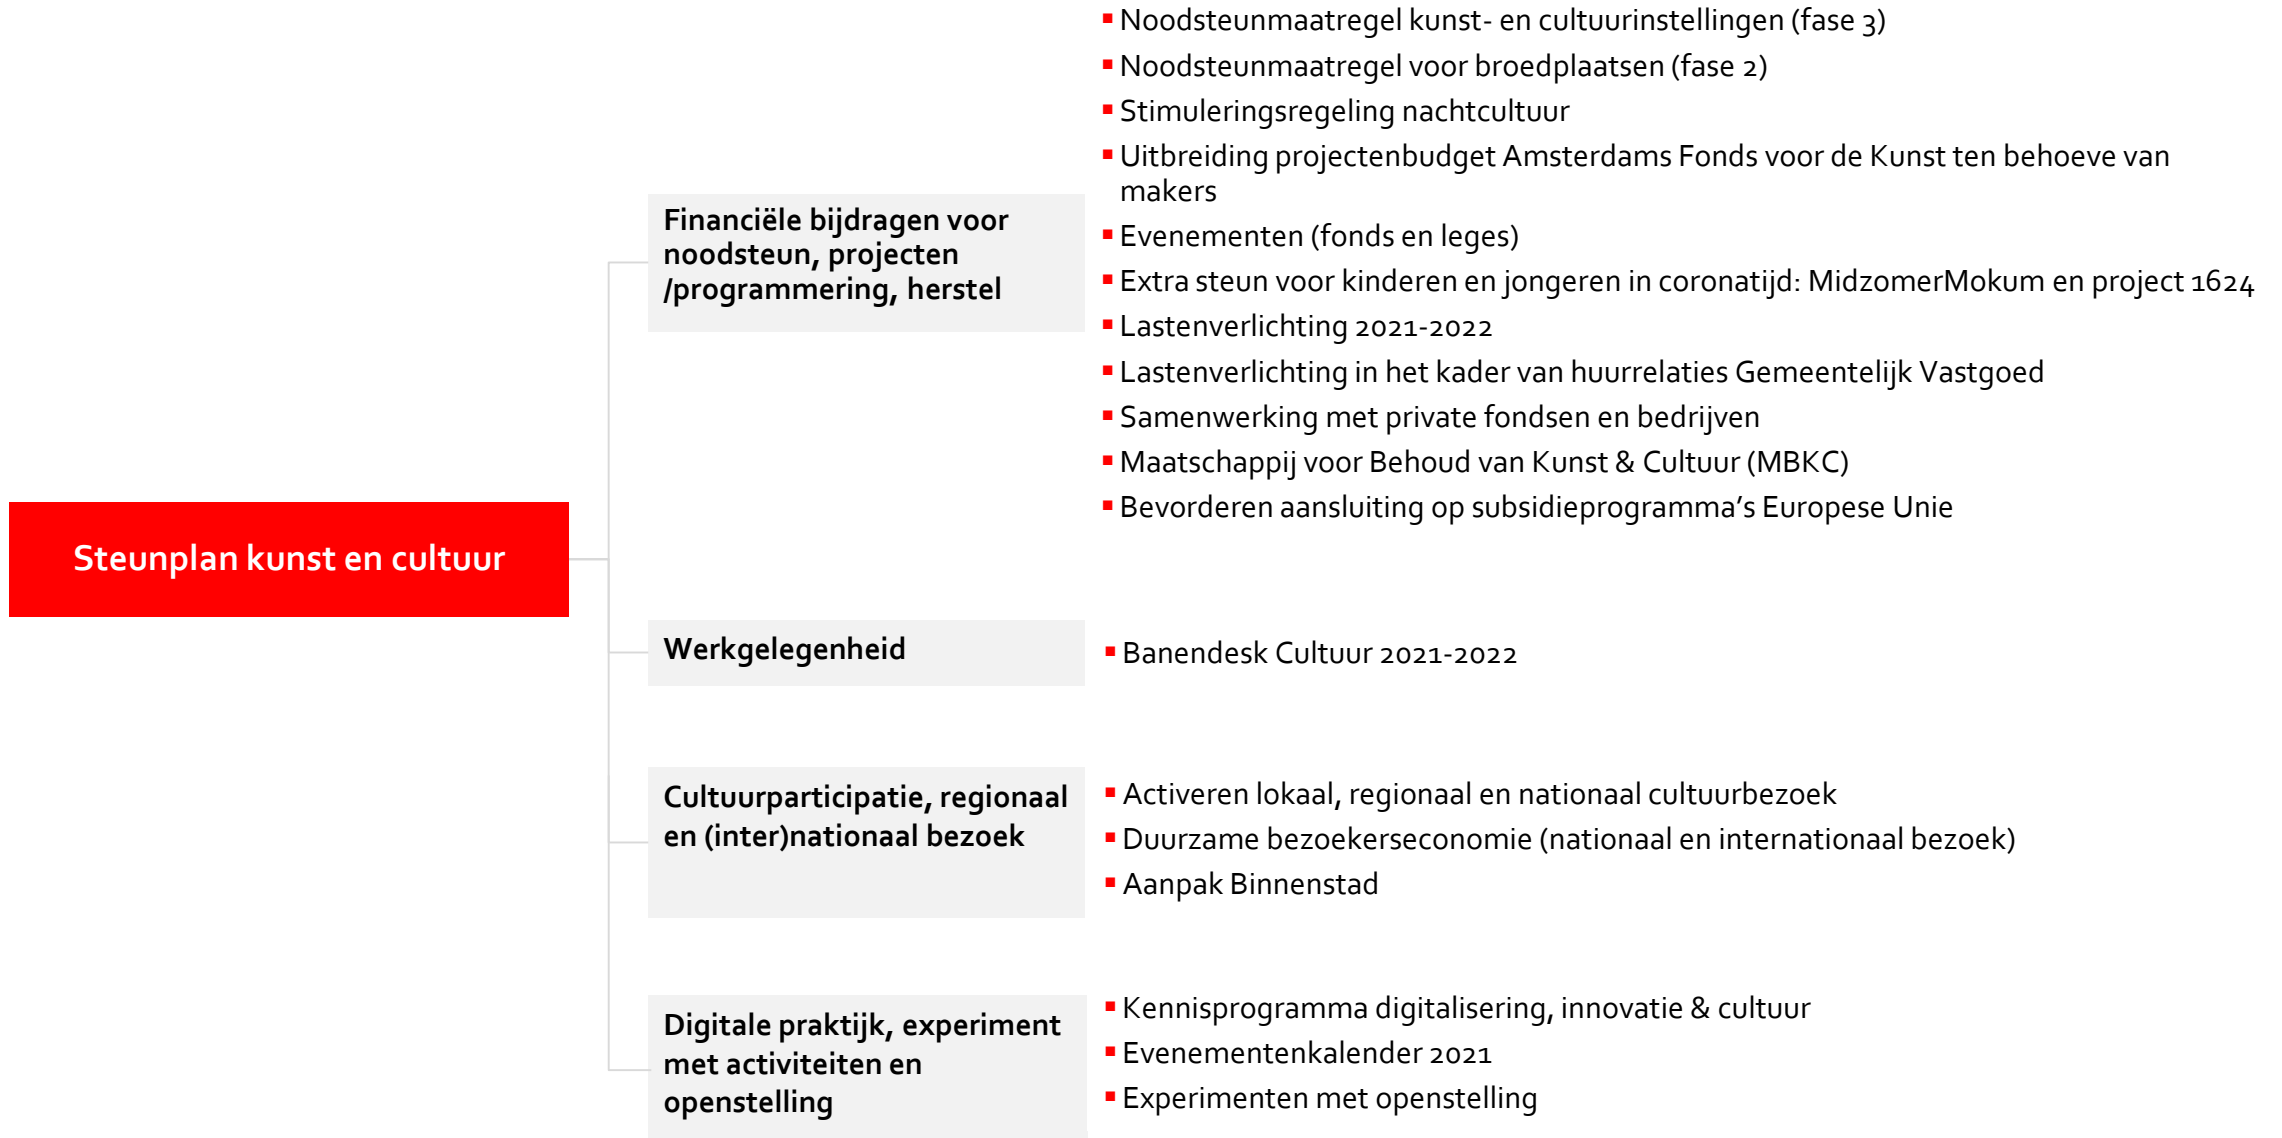 Steunplan kunst en cultuur
Financiële bijdragen voor
noodsteun, projecten
/programmering, herstel
▪ Noodsteunmaatregel kunst- en cultuurinstellingen (fase 3)
▪ Noodsteunmaatregel voor broedplaatsen (fase 2)
▪ Stimuleringsregeling nachtcultuur
▪ Uitbreiding projectenbudget Amsterdams Fonds voor de Kunst ten behoeve van
makers
▪ Evenementen (fonds en leges)
▪ Extra steun voor kinderen en jongeren in coronatijd: MidzomerMokum en project 1624
▪ Lastenverlichting 2021-2022
▪ Lastenverlichting in het kader van huurrelaties Gemeentelijk Vastgoed
▪ Samenwerking met private fondsen en bedrijven
▪ Maatschappij voor Behoud van Kunst & Cultuur (MBKC)
▪ Bevorderen aansluiting op subsidieprogramma’s Europese Unie
Werkgelegenheid
▪ Banendesk Cultuur 2021-2022
Cultuurparticipatie, regionaal
en (inter)nationaal bezoek
▪ Activeren lokaal, regionaal en nationaal cultuurbezoek
▪ Duurzame bezoekerseconomie (nationaal en internationaal bezoek)
▪ Aanpak Binnenstad
Digitale praktijk, experiment
met activiteiten en
openstelling
▪ Kennisprogramma digitalisering, innovatie & cultuur
▪ Evenementenkalender 2021
▪ Experimenten met openstelling